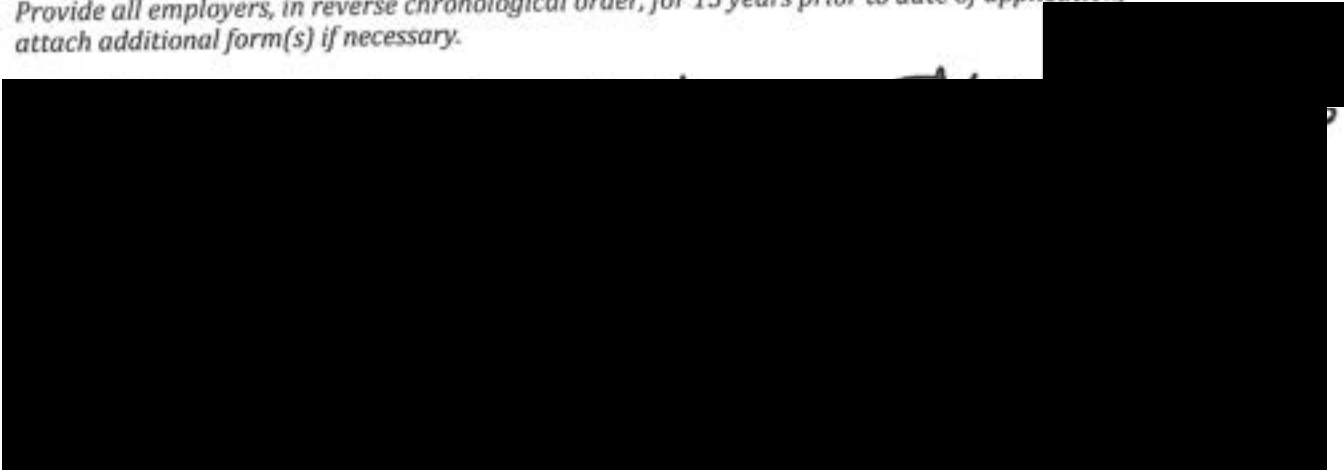 Provide all employers, in reverse chronological order, for 15 years prior to date of
attach additional form(s) if necessary.